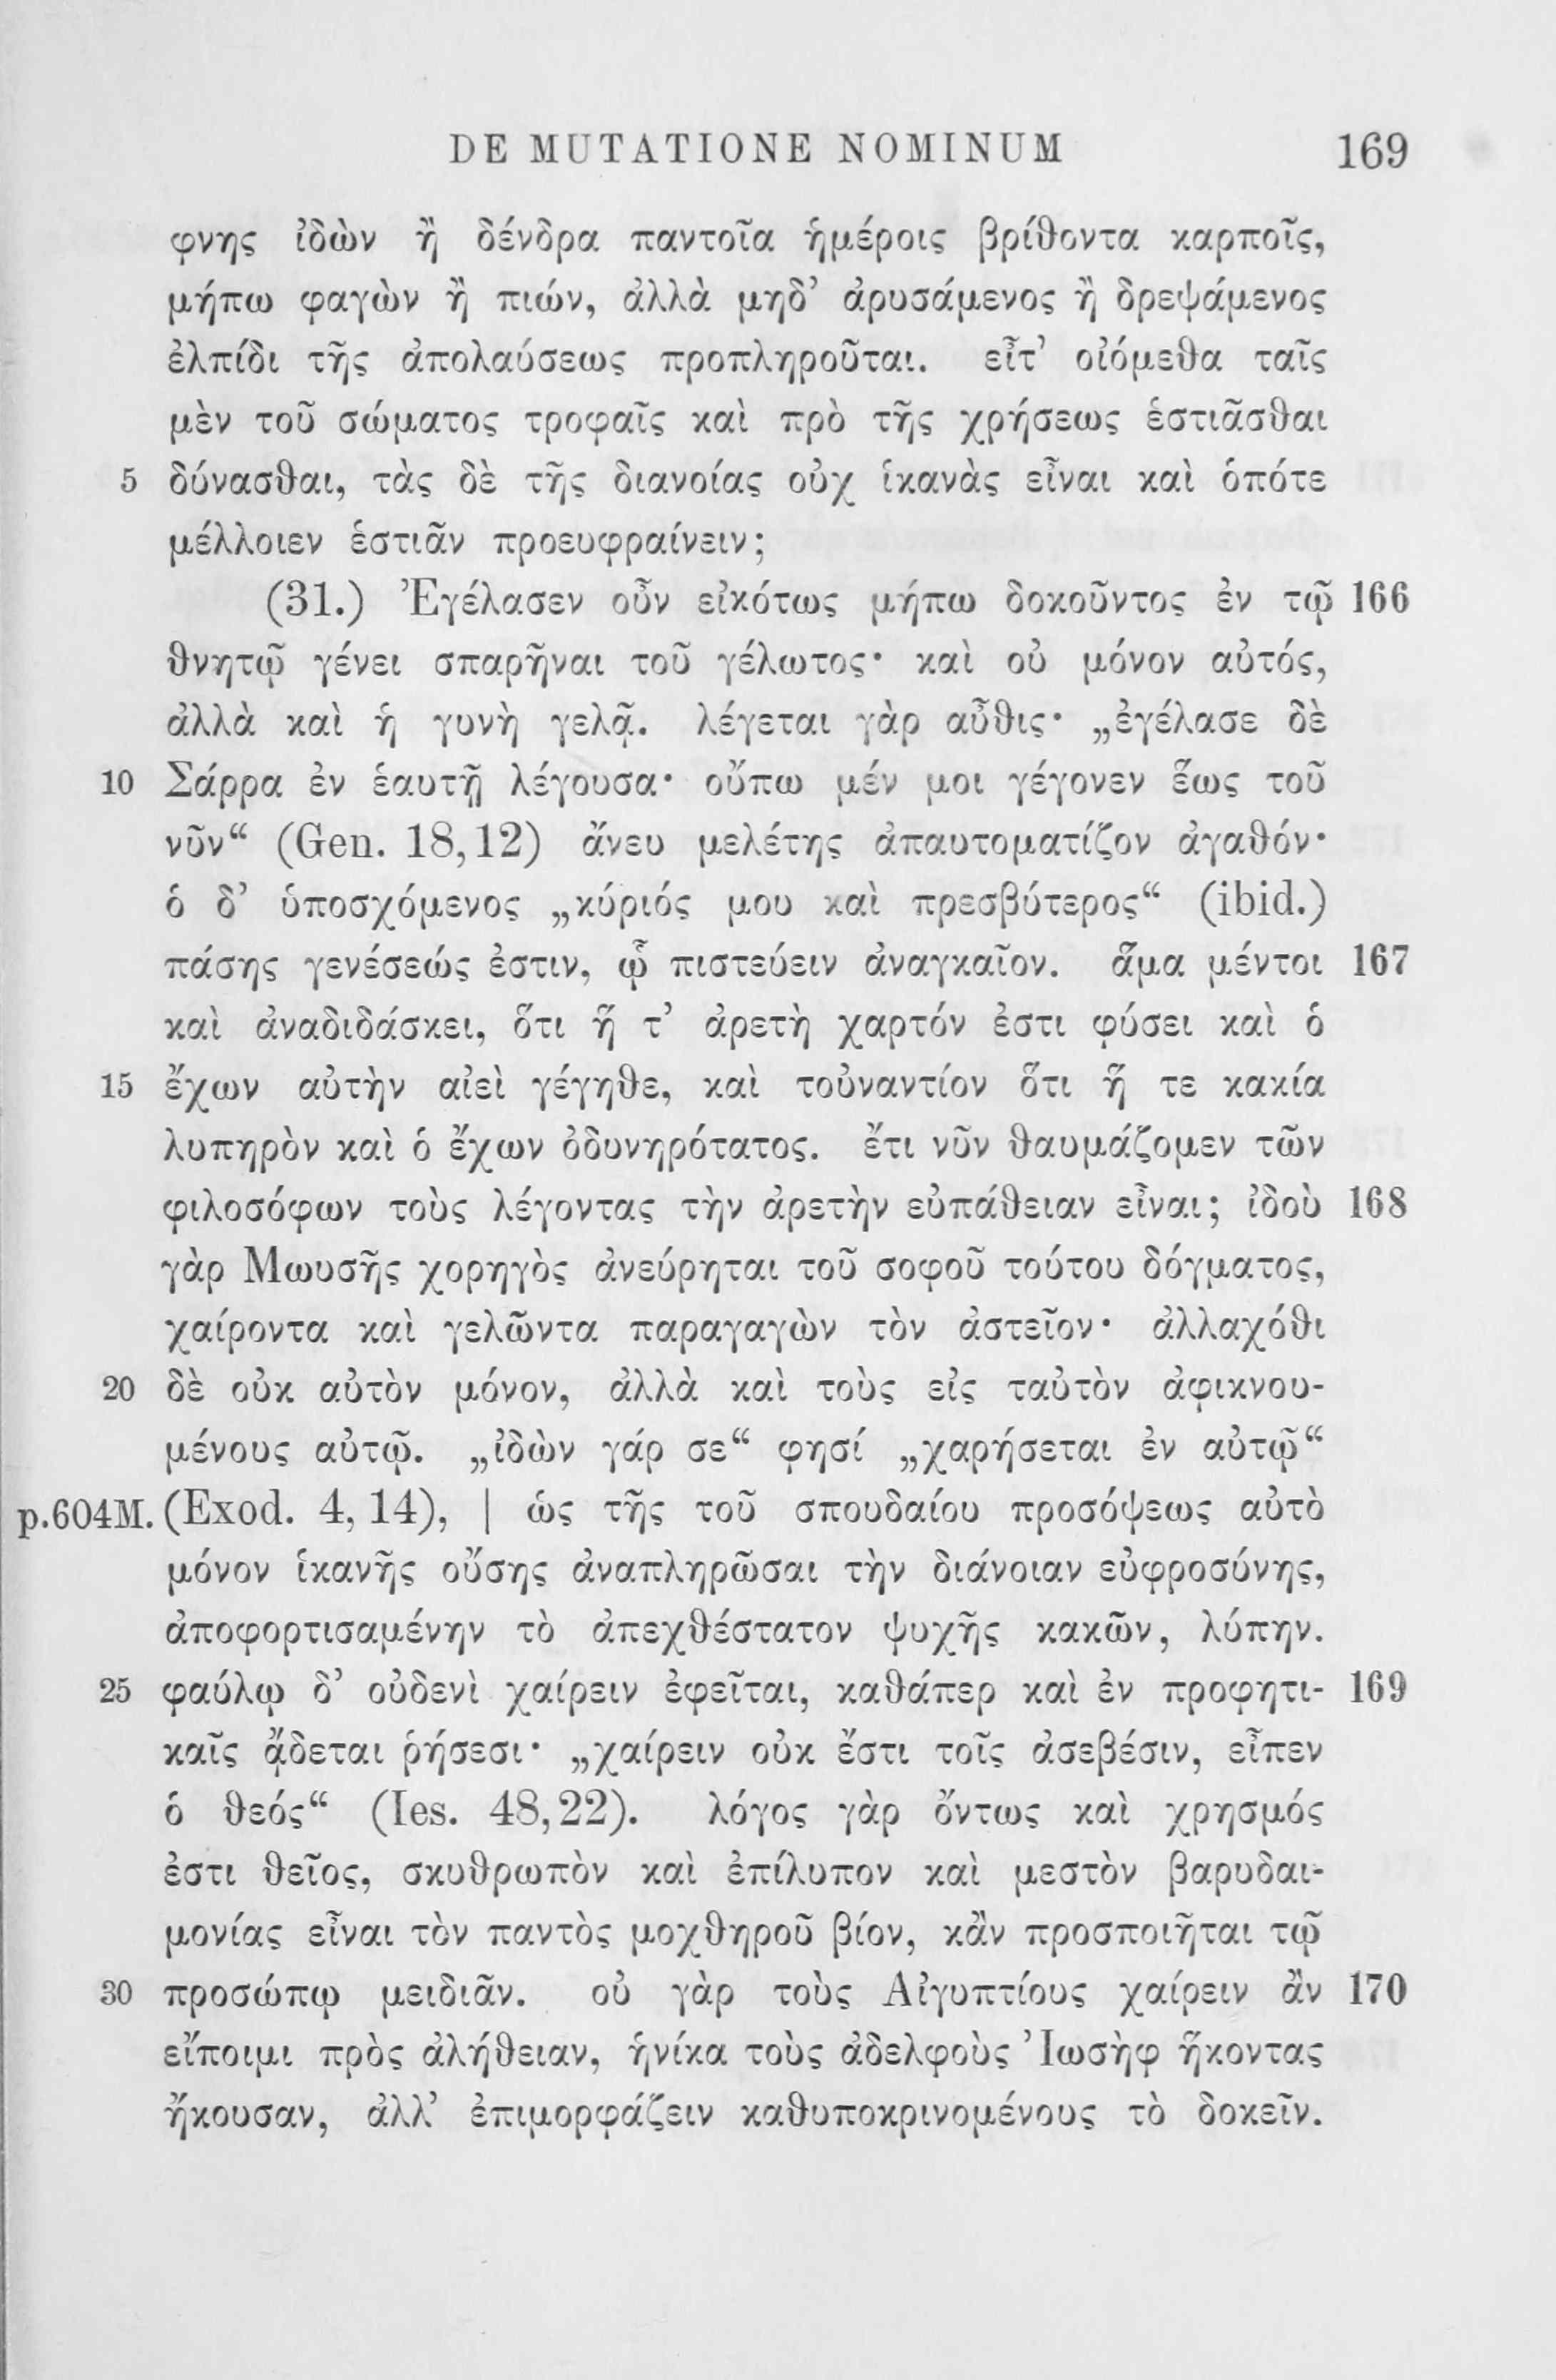 DE MUTATIONE NOMINUM 169
φνης ἰδὼν ἢ δένδρα παντοῖα ἡμέροις βρίθοντα καρποῖς,
μήπω φαγὼν ἢ πιών, ἀλλὰ μηδ’ ἀρυσάμενος ἢ δρεψάμενος
ἐλπίδι τῆς ἀπολαύσεως προπληροῦται. εἶτ’ οἰόμεθα ταῖς
μὲν τοῦ σώματος τροφαῖς καὶ πρὸ τῆς χρήσεως ἑστιᾶσθαι
5 δύνασθαι, τὰς δὲ τῆς διανοίας οὐχ ἱκανὰς εἶναι καὶ ὁπότε
μέλλοιεν ἑστιᾶν προευφραίνειν;
(31.) Ἐγέλασεν οὖν εἰκότως μήπω δοκοῦντος ἐν τῷ 166
θνητῷ γένει σπαρῆναι τοῦ γέλωτος· καὶ οὐ μόνον αὐτός,
ἀλλὰ καὶ ἡ γυνὴ γελᾷ. λέγεται γὰρ αὖθις· „ἐγέλασε δὲ
10 Σάρρα ἐν ἑαυτῇ λέγουσα· οὔπω μέν μοι γέγονεν ἕως τοῦ
νῦν“ (Gen. 18,12) ἄνευ μελέτης ἀπαυτοματίζον ἀγαθόν·
ὁ δ’ ὑποσχόμενος „κύριός μου καὶ πρεσβύτερος“ (ibid.)
πάσης γενέσεώς ἐστιν, ᾧ πιστεύειν ἀναγκαῖον. ἅμα μέντοι 167
καὶ ἀναδιδάσκει, ὅτι ἥ τ’ ἀρετὴ χαρτόν ἐστι φύσει καὶ ὁ
15 ἔχων αὐτὴν αἰεὶ γέγηθε, καὶ τοὐναντίον ὅτι ἥ τε κακία
λυπηρὸν καὶ ὁ ἔχων ὀδυνηρότατος. ἔτι νῦν θαυμάζομεν τῶν
φιλοσόφων τοὺς λέγοντας τὴν ἀρετὴν εὐπάθειαν εἶναι; ἰδοὺ 168
γὰρ Μωυσῆς χορηγὸς ἀνεύρηται τοῦ σοφοῦ τούτου δόγματος,
χαίροντα καὶ γελῶντα παραγαγὼν τὸν ἀστεῖον· ἀλλαχόθι
20 δὲ οὐκ αὐτὸν μόνον, ἀλλὰ καὶ τοὺς εἰς ταὐτὸν ἀφικνου-
μένους αὐτῷ. „ἰδὼν γάρ σε“ φησί „χαρήσεται ἐν αὐτῷ“
p.604M. (Exod. 4, 14), | ὡς τῆς τοῦ σπουδαίου προσόψεως αὐτὸ
μόνον ἱκανῆς οὔσης ἀναπληρῶσαι τὴν διάνοιαν εὐφροσύνης,
ἀποφορτισαμένην τὸ ἀπεχθέστατον ψυχῆς κακῶν, λύπην.
25 φαύλῳ δ’ οὐδενὶ χαίρειν ἐφεῖται, καθάπερ καὶ ἐν προφητι- 169
καῖς ᾄδεται ῥήσεσι· „χαίρειν οὐκ ἔστι τοῖς ἀσεβέσιν, εἶπεν
ὁ θεός“ (Ies. 48,22). λόγος γὰρ ὄντως καὶ χρησμός
ἐστι θεῖος, σκυθρωπὸν καὶ ἐπίλυπον καὶ μεστὸν βαρυδαι-
μονίας εἶναι τὸν παντὸς μοχθηροῦ βίον, κἂν προσποιῆται τῷ
30 προσώπῳ μειδιᾶν. οὐ γὰρ τοὺς Αἰγυπτίους χαίρειν ἂν 170
εἴποιμι πρὸς ἀλήθειαν, ἡνίκα τοὺς ἀδελφοὺς Ἰωσὴφ ἥκοντας
ἤκουσαν, ἀλλ’ ἐπιμορφάζειν καθυποκρινομένους τὸ δοκεῖν.